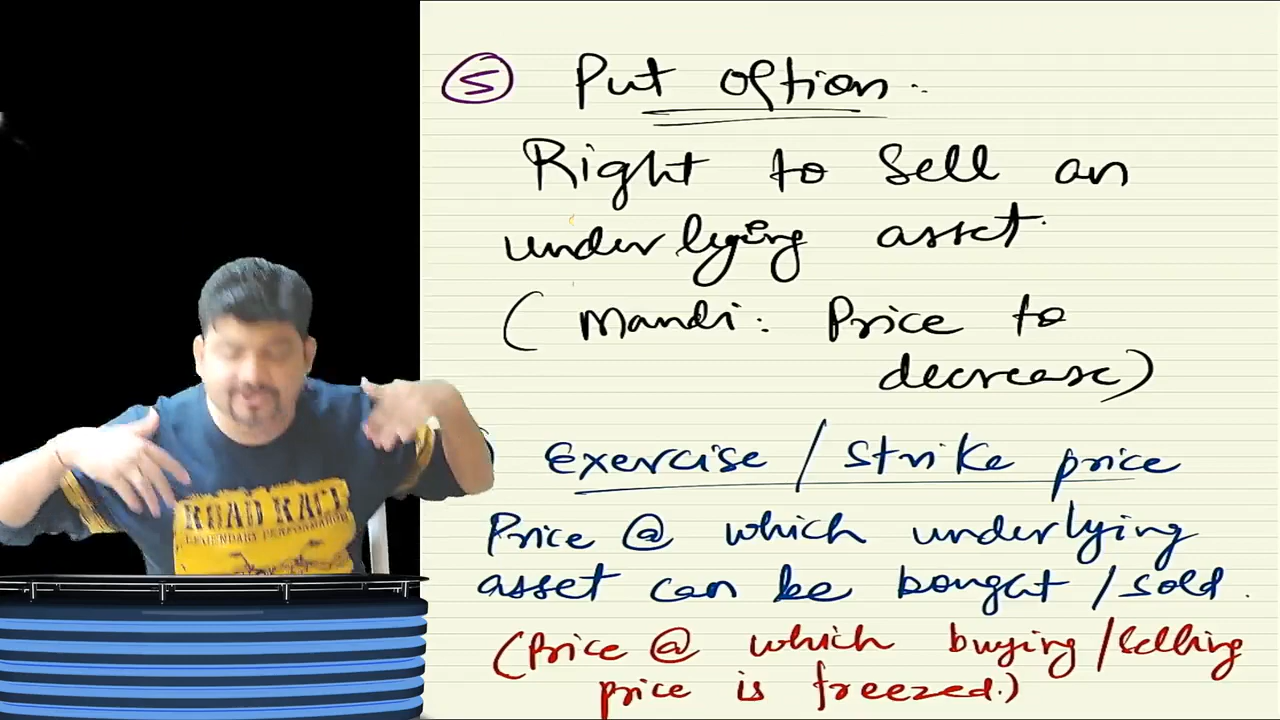 5 Put option..
Right to Sell an
underlying asset.
(Mandi: Price to
decrease)
Exercise / Strike price
Price @ which underlying
asset can be bought / sold.
(Price @ which buying / selling
price is freezed.)
ROAD RACE
LEGENDARY PERFORMANCE